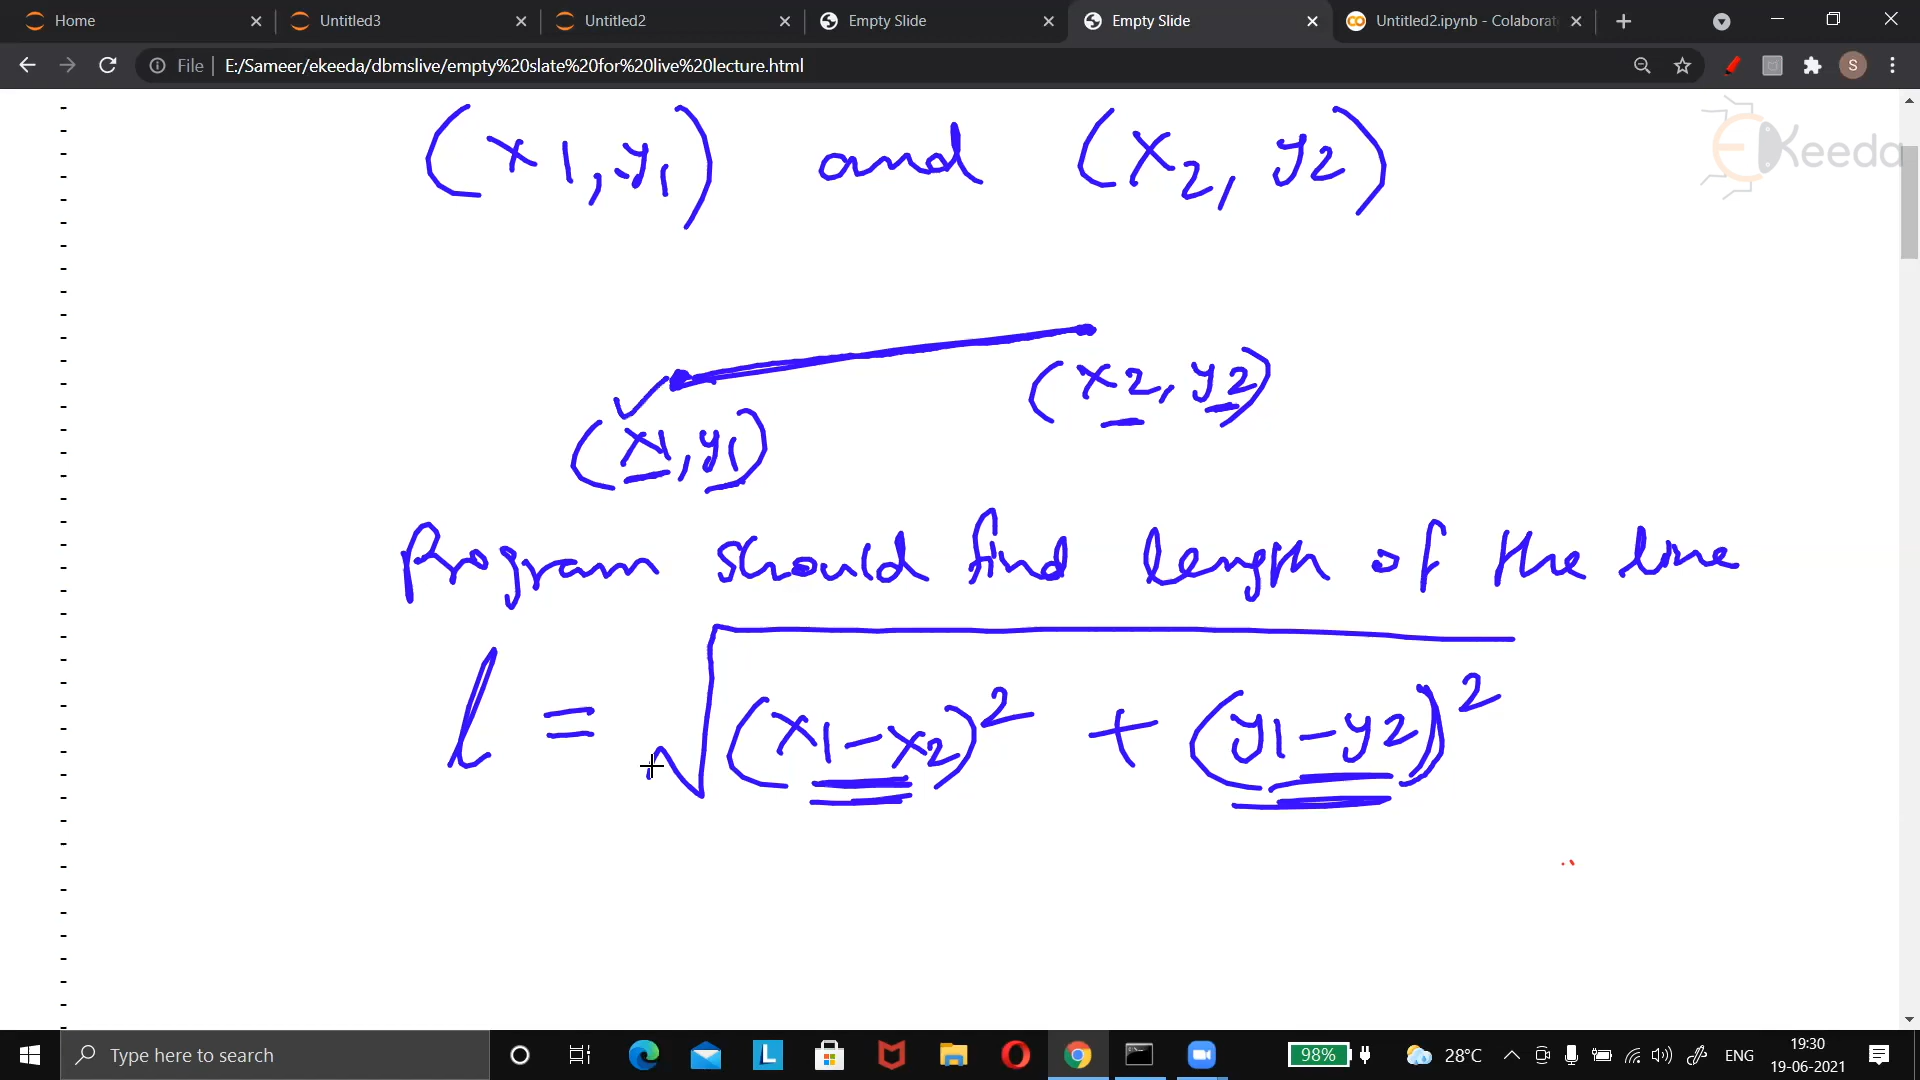 Home Untitled3 Untitled2 Empty Slide Empty Slide Untitled2.ipynb - Colaborat
File E:/Sameer/ekeeda/dbmslive/empty%20slate%20for%20live%20lecture.html S
(x1, y1) and (x2, y2)
Ekeeda
(x2, y2)
(x1, y1)
Program should find length of the line
l = √(x1-x2)² + (y1-y2)²
Type here to search L 98% 28°C ENG 19:30
19-06-2021